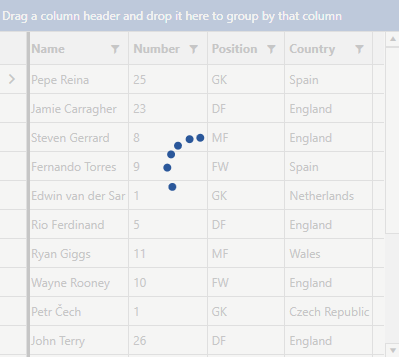 Drag a column header and drop it here to group by that column
Name Number Position Country
Pepe Reina 25 GK Spain
Jamie Carragher 23 DF England
Steven Gerrard 8 MF England
Fernando Torres 9 FW Spain
Edwin van der Sar 1 GK Netherlands
Rio Ferdinand 5 DF England
Ryan Giggs 11 MF Wales
Wayne Rooney 10 FW England
Petr Čech 1 GK Czech Republic
John Terry 26 DF England